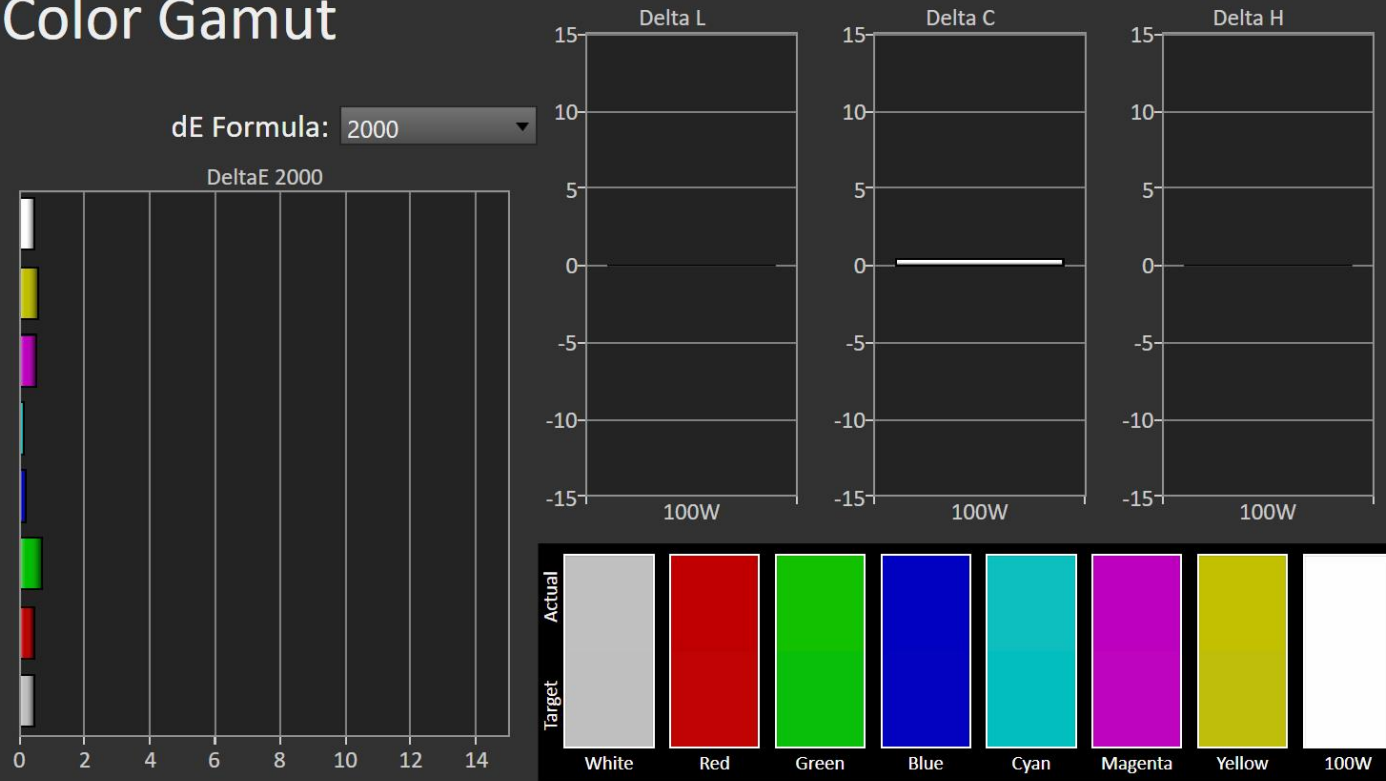 Color Gamut
dE Formula: 2000
DeltaE 2000
0 2 4 6 8 10 12 14
Delta L
15
10
5
0
-5
-10
-15
100W
Delta C
15
10
5
0
-5
-10
-15
100W
Delta H
15
10
5
0
-5
-10
-15
100W
Actual
Target
White Red Green Blue Cyan Magenta Yellow 100W